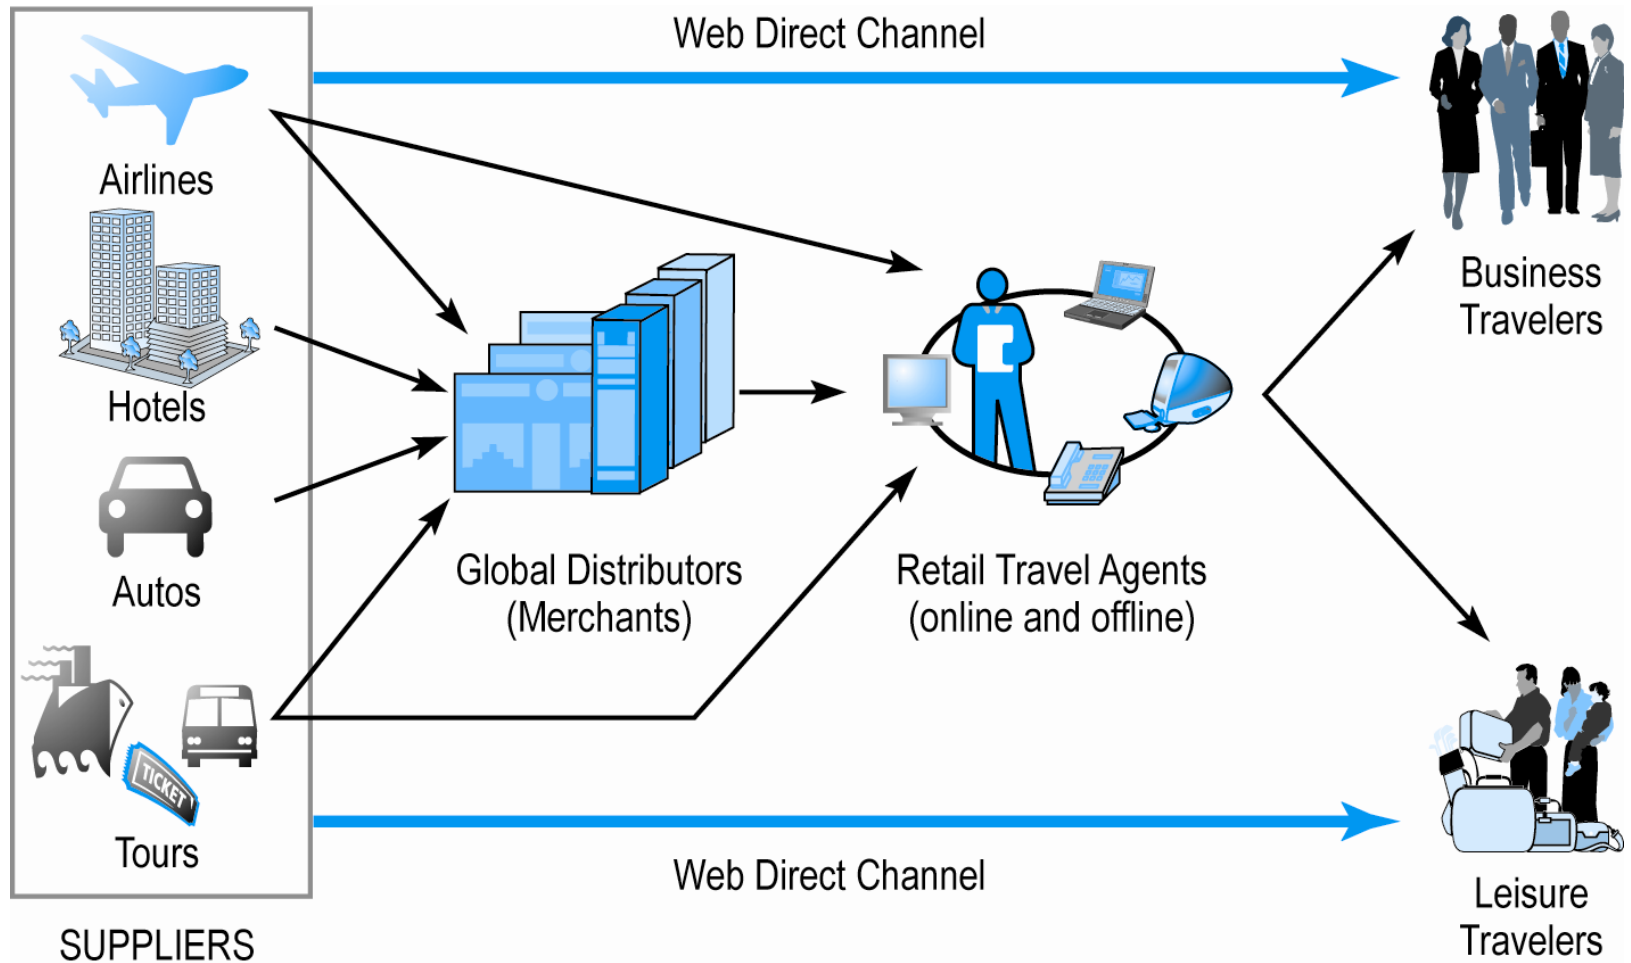 Web Direct Channel
Airlines
Hotels
Autos
TICKET
Tours
SUPPLIERS
Global Distributors
(Merchants)
Retail Travel Agents
(online and offline)
Business
Travelers
Web Direct Channel
Leisure
Travelers